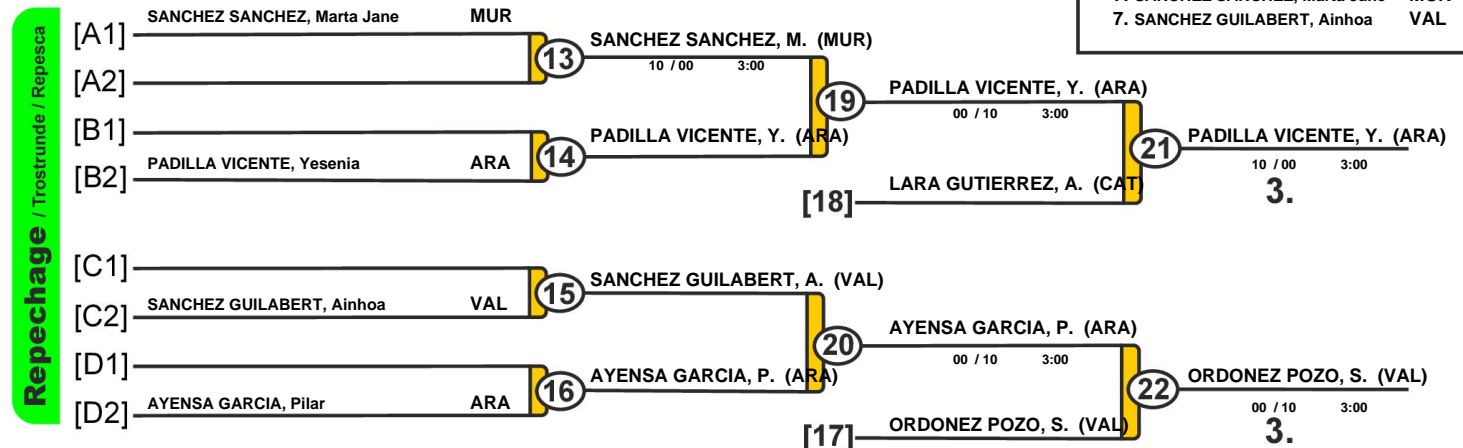 Repechage / Trostrunde / Repesca
7. SANCHEZ GUILABERT, Ainhoa VAL
[A1] SANCHEZ SANCHEZ, Marta Jane MUR
[A2]
13 SANCHEZ SANCHEZ, M. (MUR)
10 / 00 3:00
[B1]
[B2] PADILLA VICENTE, Yesenia ARA
14 PADILLA VICENTE, Y. (ARA)
19 PADILLA VICENTE, Y. (ARA)
00 / 10 3:00
[18] LARA GUTIERREZ, A. (CAT)
21 PADILLA VICENTE, Y. (ARA)
10 / 00 3:00
3.
[C1]
[C2] SANCHEZ GUILABERT, Ainhoa VAL
15 SANCHEZ GUILABERT, A. (VAL)
[D1]
[D2] AYENSA GARCIA, Pilar ARA
16 AYENSA GARCIA, P. (ARA)
20 AYENSA GARCIA, P. (ARA)
00 / 10 3:00
[17] ORDONEZ POZO, S. (VAL)
22 ORDONEZ POZO, S. (VAL)
00 / 10 3:00
3.